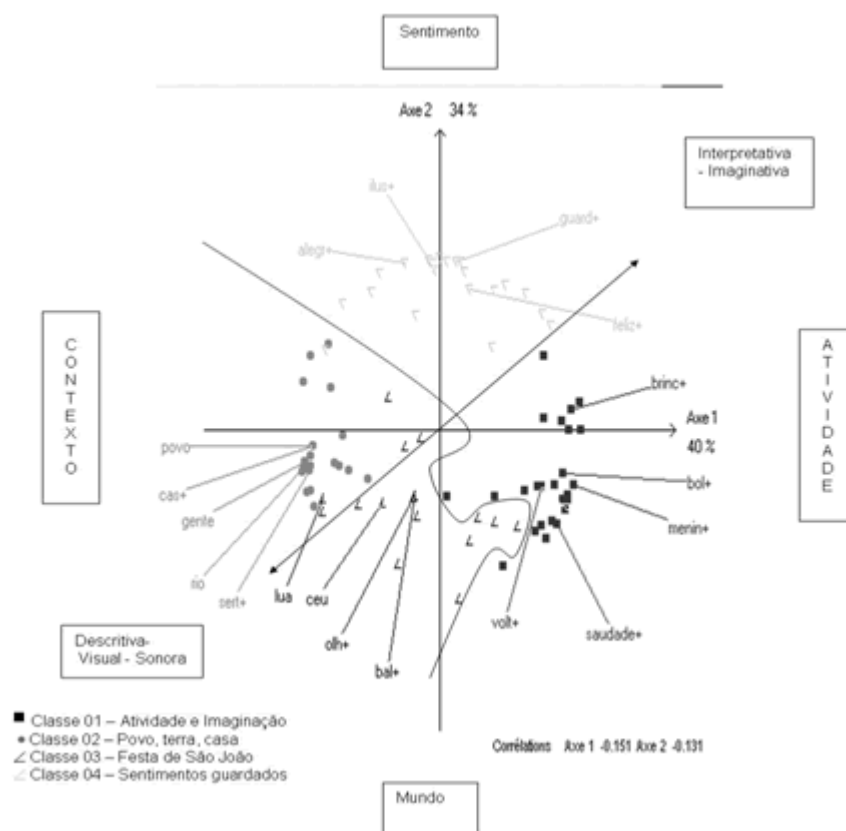 Sentimento
Axe 2 34 %
Interpretativa
- Imaginativa
ilus+
guard+
alegr+
feliz+
CONTEXTO
ATIVIDADE
brinc+
Axe 1
40 %
povo
cas+
gente
rio
sert+
lua
ceu
olh+
bal+
bol+
menin+
volt+
saudade+
Descritiva-
Visual - Sonora
Classe 01 – Atividade e Imaginação
Classe 02 – Povo, terra, casa
Classe 03 – Festa de São João
Classe 04 – Sentimentos guardados
Corrélations Axe 1 -0.151 Axe 2 -0.131
Mundo